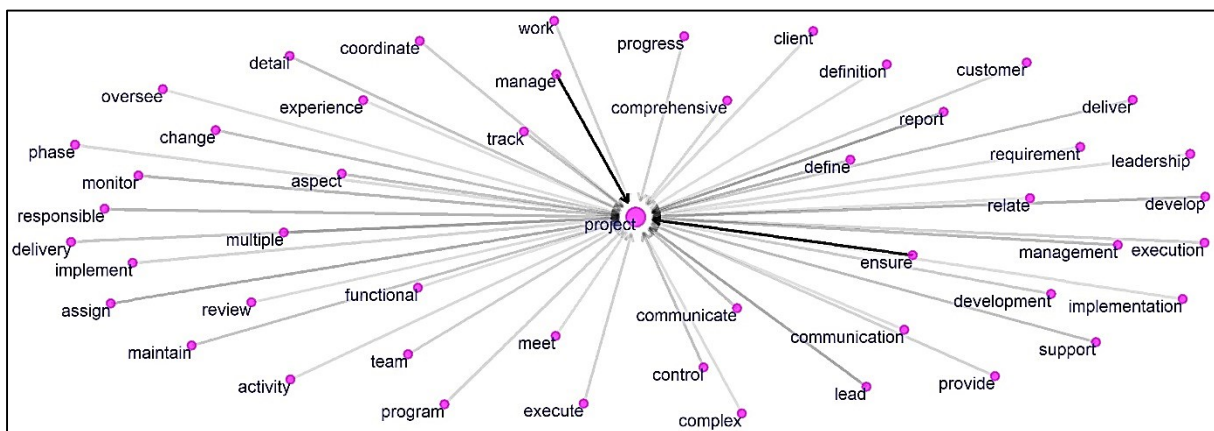 work
progress
client
coordinate
detail
manage
definition
customer
oversee
experience
comprehensive
deliver
change
track
report
phase
define
requirement
leadership
monitor
aspect
responsible
relate
develop
project
delivery
multiple
management
execution
implement
ensure
assign
review
functional
development
implementation
communicate
maintain
meet
communication
support
team
activity
control
provide
program
execute
complex
lead